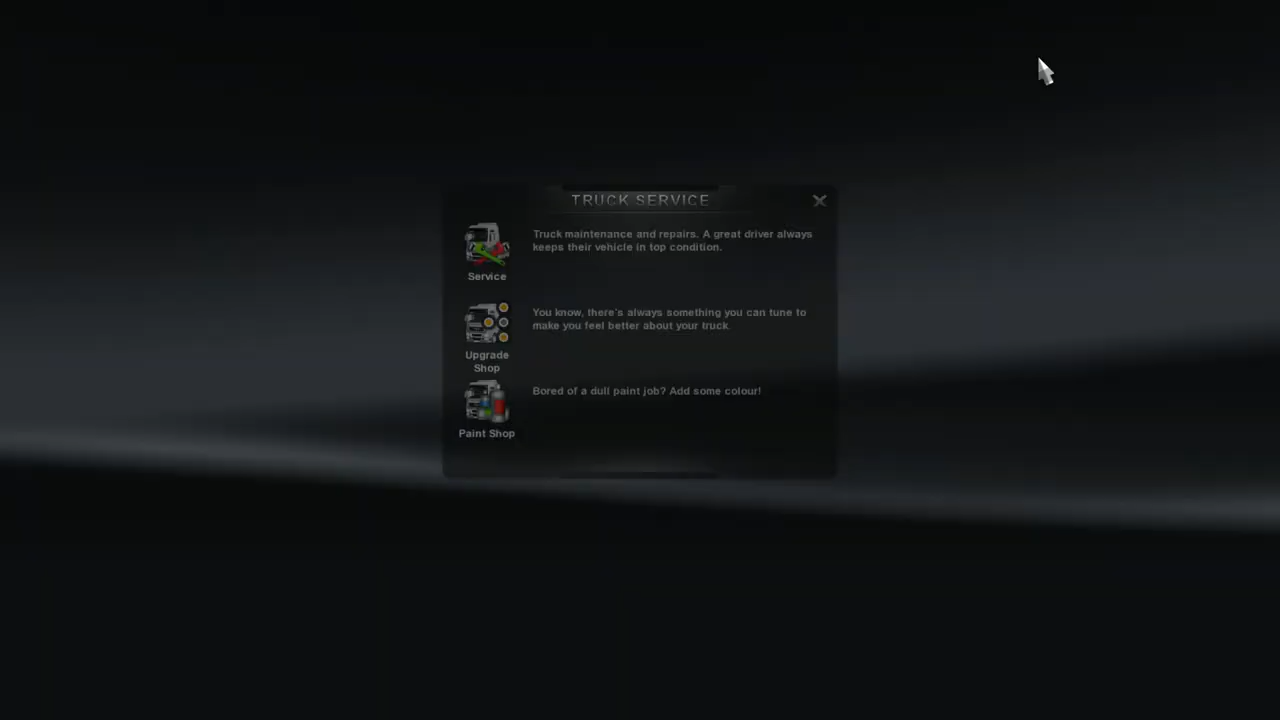 TRUCK SERVICE
Truck maintenance and repairs. A great driver always
keeps their vehicle in top condition.
Service
You know, there's always something you can tune to
make you feel better about your truck.
Upgrade
Shop
Bored of a dull paint job? Add some colour!
Paint Shop